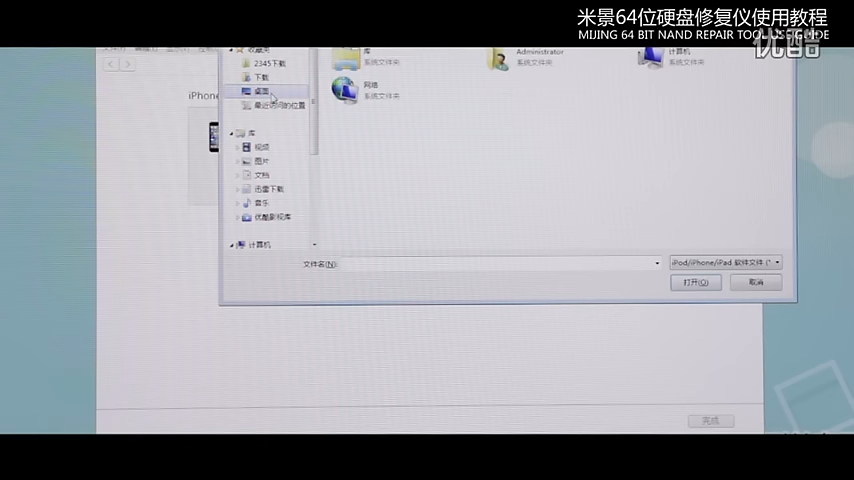 米景64位硬盘修复仪使用教程
MIJING 64 BIT NAND REPAIR TOOL USE GUIDE
优酷
收藏夹
2345下载
下载
桌面
最近访问的位置
库
视频
图片
文档
迅雷下载
音乐
优酷影视库
计算机
库
系统文件夹
Administrator
系统文件夹
计算机
系统文件夹
网络
系统文件夹
iPhone
文件名(N):
iPod/iPhone/iPad 软件文件 (*
打开(O)
取消
完成